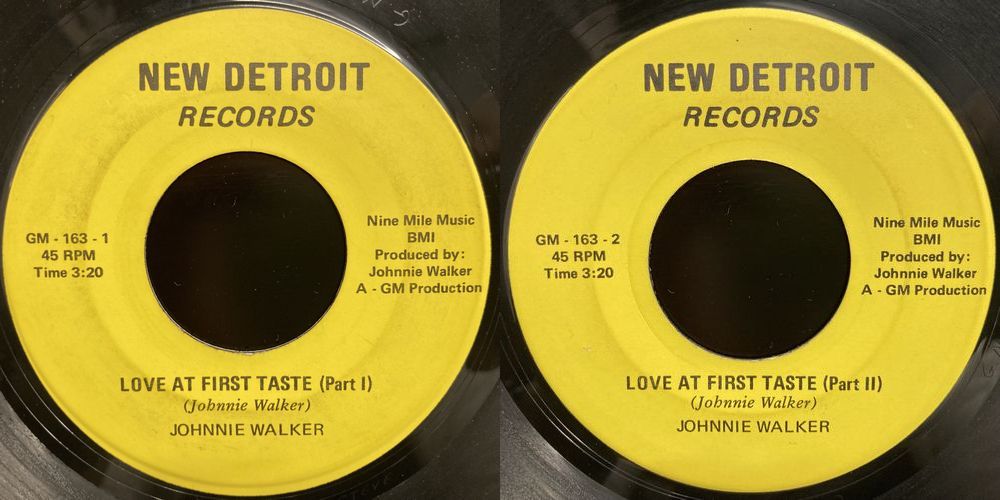 NEW DETROIT
RECORDS
GM - 163 - 1
45 RPM
Time 3:20
Nine Mile Music
BMI
Produced by:
Johnnie Walker
A - GM Production
LOVE AT FIRST TASTE (Part I)
(Johnnie Walker)
JOHNNIE WALKER
NEW DETROIT
RECORDS
GM - 163 - 2
45 RPM
Time 3:20
Nine Mile Music
BMI
Produced by:
Johnnie Walker
A - GM Production
LOVE AT FIRST TASTE (Part II)
(Johnnie Walker)
JOHNNIE WALKER